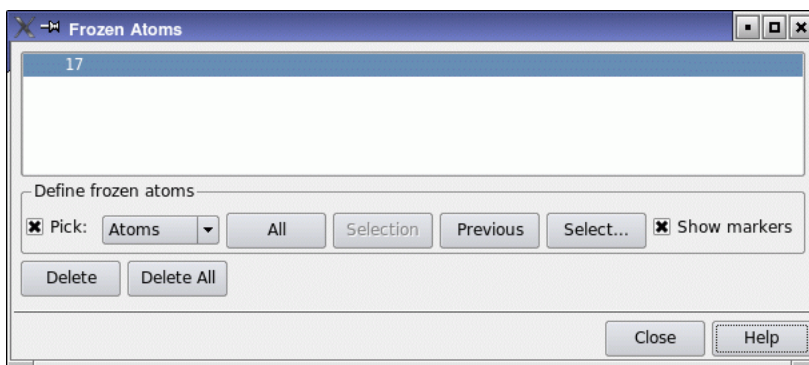 Frozen Atoms
17
Define frozen atoms
Pick: Atoms All Selection Previous Select... Show markers
Delete Delete All
Close Help